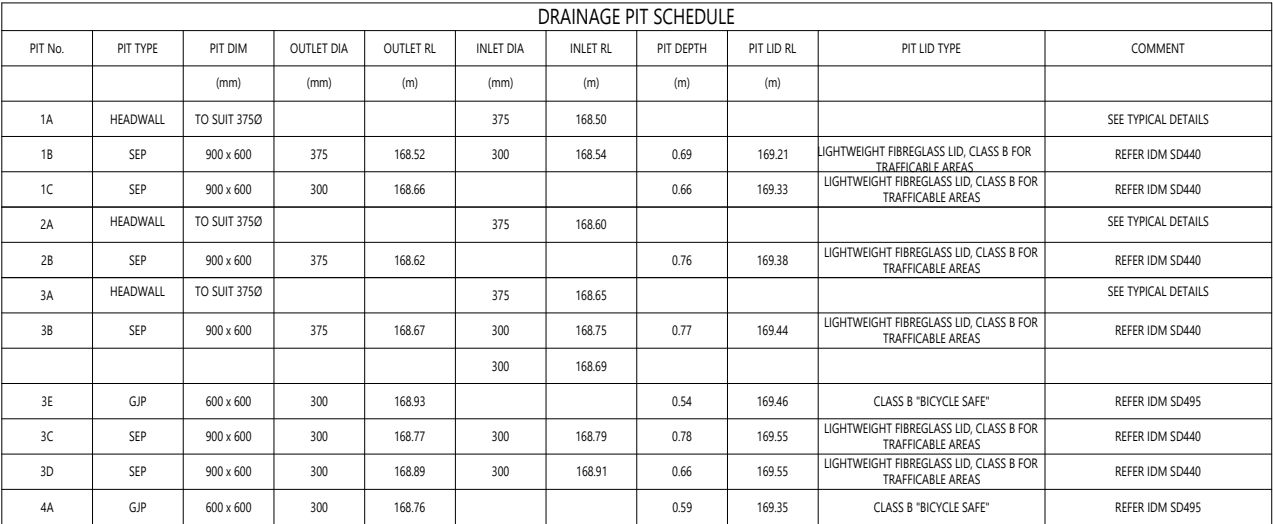 DRAINAGE PIT SCHEDULE
PIT No. PIT TYPE PIT DIM OUTLET DIA OUTLET RL INLET DIA INLET RL PIT DEPTH PIT LID RL PIT LID TYPE COMMENT
(mm) (mm) (m) (mm) (m) (m) (m)
1A HEADWALL TO SUIT 375Ø 375 168.50 SEE TYPICAL DETAILS
1B SEP 900 x 600 375 168.52 300 168.54 0.69 169.21 LIGHTWEIGHT FIBREGLASS LID, CLASS B FOR REFER IDM SD440
TRAFFICABLE AREAS
1C SEP 900 x 600 300 168.66 0.66 169.33 LIGHTWEIGHT FIBREGLASS LID, CLASS B FOR REFER IDM SD440
TRAFFICABLE AREAS
2A HEADWALL TO SUIT 375Ø 375 168.60 SEE TYPICAL DETAILS
2B SEP 900 x 600 375 168.62 0.76 169.38 LIGHTWEIGHT FIBREGLASS LID, CLASS B FOR REFER IDM SD440
TRAFFICABLE AREAS
3A HEADWALL TO SUIT 375Ø 375 168.65 SEE TYPICAL DETAILS
3B SEP 900 x 600 375 168.67 300 168.75 0.77 169.44 LIGHTWEIGHT FIBREGLASS LID, CLASS B FOR REFER IDM SD440
TRAFFICABLE AREAS
300 168.69
3E GJP 600 x 600 300 168.93 0.54 169.46 CLASS B "BICYCLE SAFE" REFER IDM SD495
3C SEP 900 x 600 300 168.77 300 168.79 0.78 169.55 LIGHTWEIGHT FIBREGLASS LID, CLASS B FOR REFER IDM SD440
TRAFFICABLE AREAS
3D SEP 900 x 600 300 168.89 300 168.91 0.66 169.55 LIGHTWEIGHT FIBREGLASS LID, CLASS B FOR REFER IDM SD440
TRAFFICABLE AREAS
4A GJP 600 x 600 300 168.76 0.59 169.35 CLASS B "BICYCLE SAFE" REFER IDM SD495